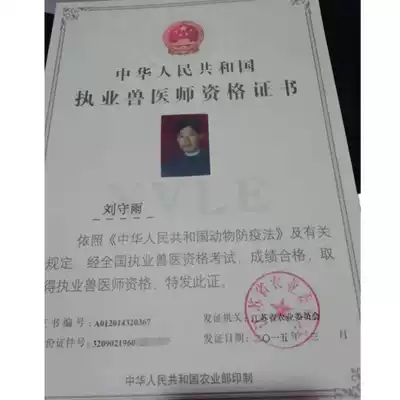 中华人民共和国
执业兽医师资格证书
刘守雨
依照《中华人民共和国动物防疫法》及有关
规定，经全国执业兽医资格考试，成绩合格，取
得执业兽医师资格，特发此证。
书编号：A012014320367
发证机关：江苏省农业委员会
份证件号：3209021960
发证日期：二〇一五年 月 日
中华人民共和国农业部印制